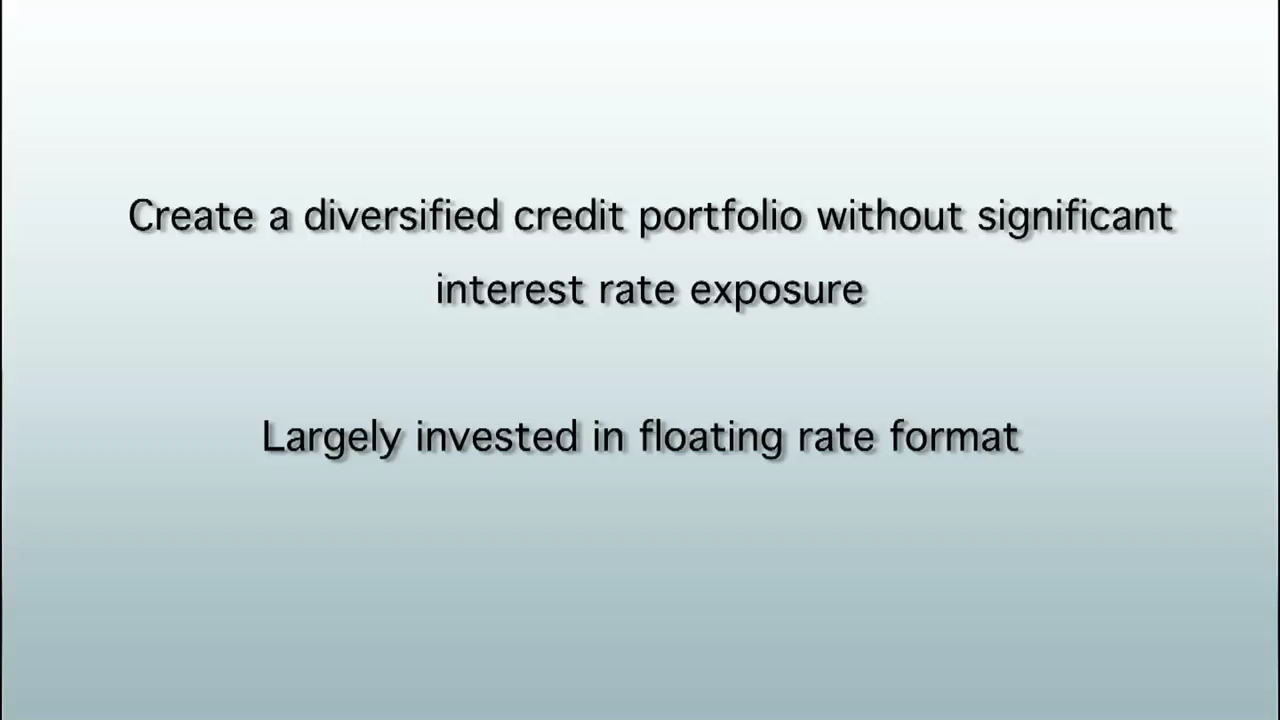 Create a diversified credit portfolio without significant
interest rate exposure
Largely invested in floating rate format